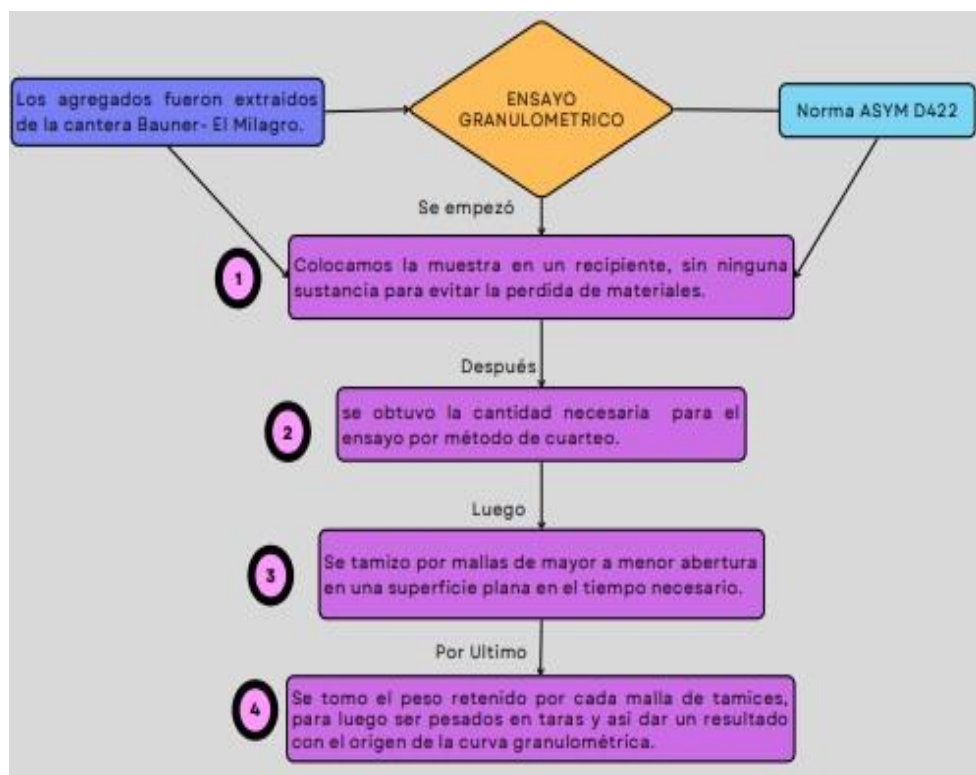 Los agregados fueron extraidos
de la cantera Bauner- El Milagro.
ENSAYO
GRANULOMETRICO
Norma ASYM D422
Se empezó
1
Colocamos la muestra en un recipiente, sin ninguna
sustancia para evitar la perdida de materiales.
Después
2
se obtuvo la cantidad necesaria para el
ensayo por método de cuarteo.
Luego
3
Se tamizo por mallas de mayor a menor abertura
en una superficie plana en el tiempo necesario.
Por Ultimo
4
Se tomo el peso retenido por cada malla de tamices,
para luego ser pesados en taras y asi dar un resultado
con el origen de la curva granulométrica.